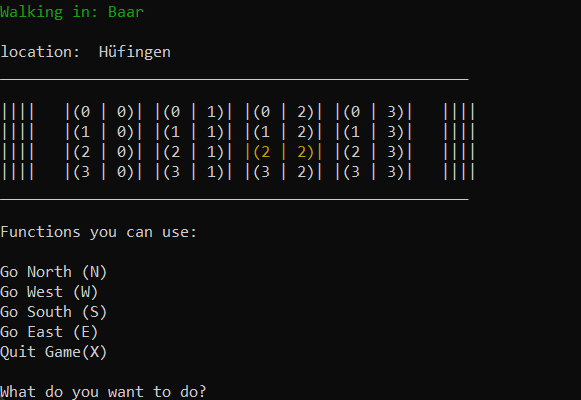 Walking in: Baar
location:  Hüfingen
____________________________________________________
||||   |(0 | 0)| |(0 | 1)| |(0 | 2)| |(0 | 3)|   ||||
||||   |(1 | 0)| |(1 | 1)| |(1 | 2)| |(1 | 3)|   ||||
||||   |(2 | 0)| |(2 | 1)| |(2 | 2)| |(2 | 3)|   ||||
||||   |(3 | 0)| |(3 | 1)| |(3 | 2)| |(3 | 3)|   ||||
____________________________________________________
Functions you can use:
Go North (N)
Go West (W)
Go South (S)
Go East (E)
Quit Game(X)
What do you want to do?